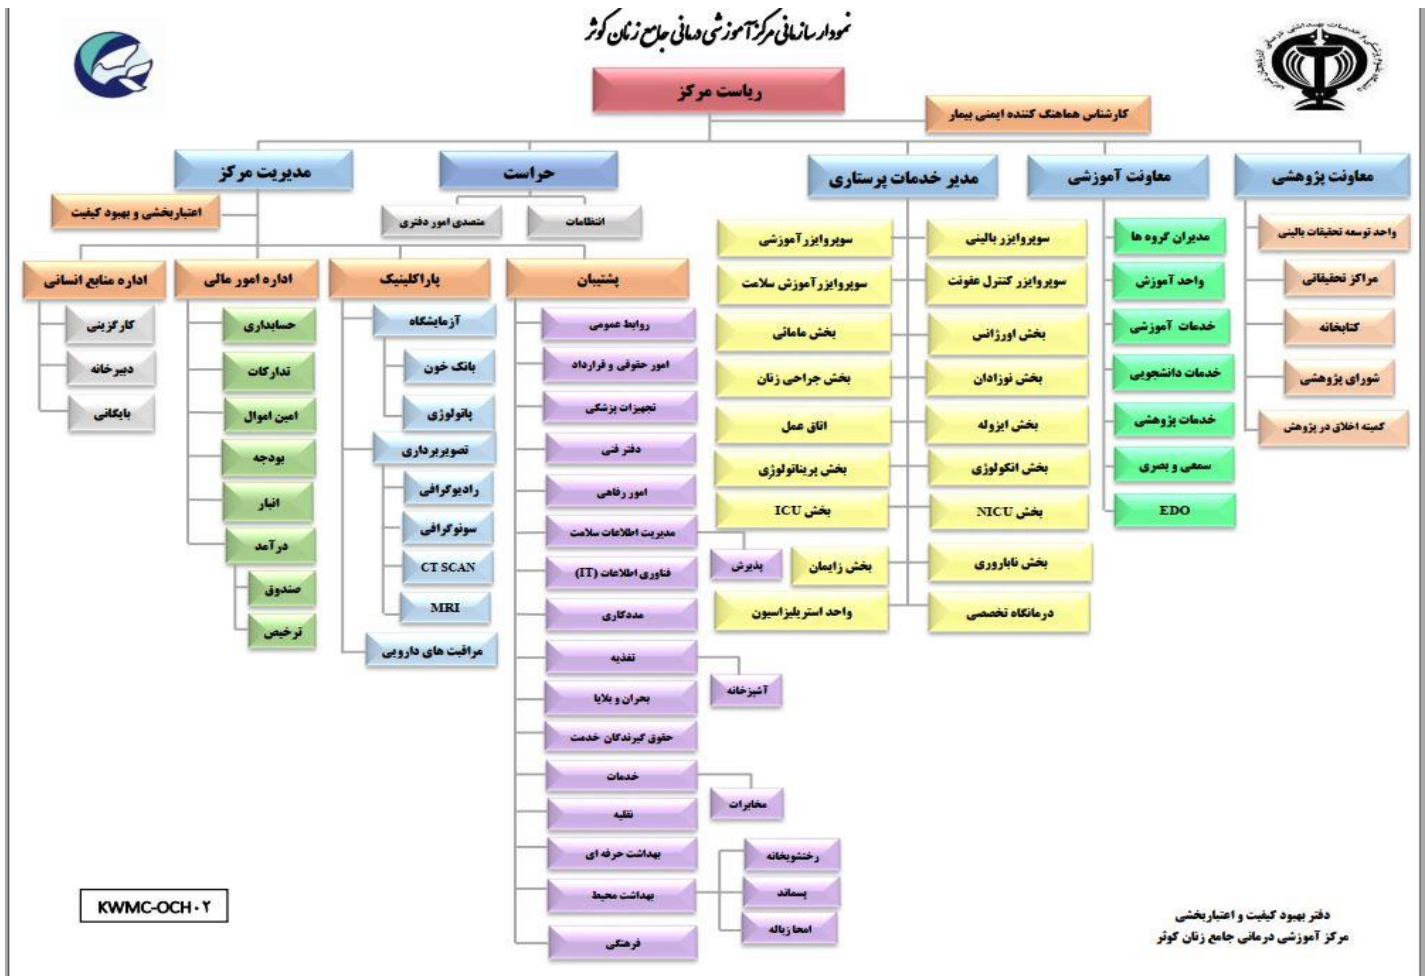 نمودار سازمانی مرکز آموزشی درمانی جامع زنان کوثر
ریاست مرکز
کارشناس هماهنگ کننده ایمنی بیمار
معاونت پژوهشی
معاونت آموزشی
مدیر خدمات پرستاری
حراست
مدیریت مرکز
واحد توسعه تحقیقات بالینی
مراکز تحقیقاتی
کتابخانه
شورای پژوهشی
کمیته اخلاق در پژوهش
مدیران گروه ها
واحد آموزش
خدمات آموزشی
خدمات دانشجویی
خدمات پژوهشی
سمعی و بصری
EDO
سوپروایزر بالینی
سوپروایزر آموزشی
سوپروایزر کنترل عفونت
سوپروایزر آموزش سلامت
بخش اورژانس
بخش مامائی
بخش نوزادان
بخش جراحی زنان
بخش ایزوله
اتاق عمل
بخش انکولوژی
بخش پریناتولوژی
بخش NICU
بخش ICU
بخش ناباروری
بخش زایمان
درمانگاه تخصصی
واحد استریلیزاسیون
انتظامات
متصدی امور دفتری
اعتباربخشی و بهبود کیفیت
پشتیبان
پاراکلینیک
اداره امور مالی
اداره منابع انسانی
روابط عمومی
امور حقوقی و قرارداد
تجهیزات پزشکی
دفتر فنی
امور رفاهی
مدیریت اطلاعات سلامت
پذیرش
فناوری اطلاعات (IT)
مددکاری
تغذیه
آشپزخانه
بحران و بلایا
حقوق گیرندگان خدمت
خدمات
مخابرات
نقلیه
بهداشت حرفه ای
بهداشت محیط
رختشویخانه
پسماند
امحا زباله
فرهنگی
آزمایشگاه
بانک خون
پاتولوژی
تصویربرداری
رادیوگرافی
سونوگرافی
CT SCAN
MRI
مراقبت های دارویی
حسابداری
تدارکات
امین اموال
بودجه
انبار
درآمد
صندوق
ترخیص
کارگزینی
دبیرخانه
بایگانی
KWMC-OCH۰۲
دفتر بهبود کیفیت و اعتباربخشی
مرکز آموزشی درمانی جامع زنان کوثر